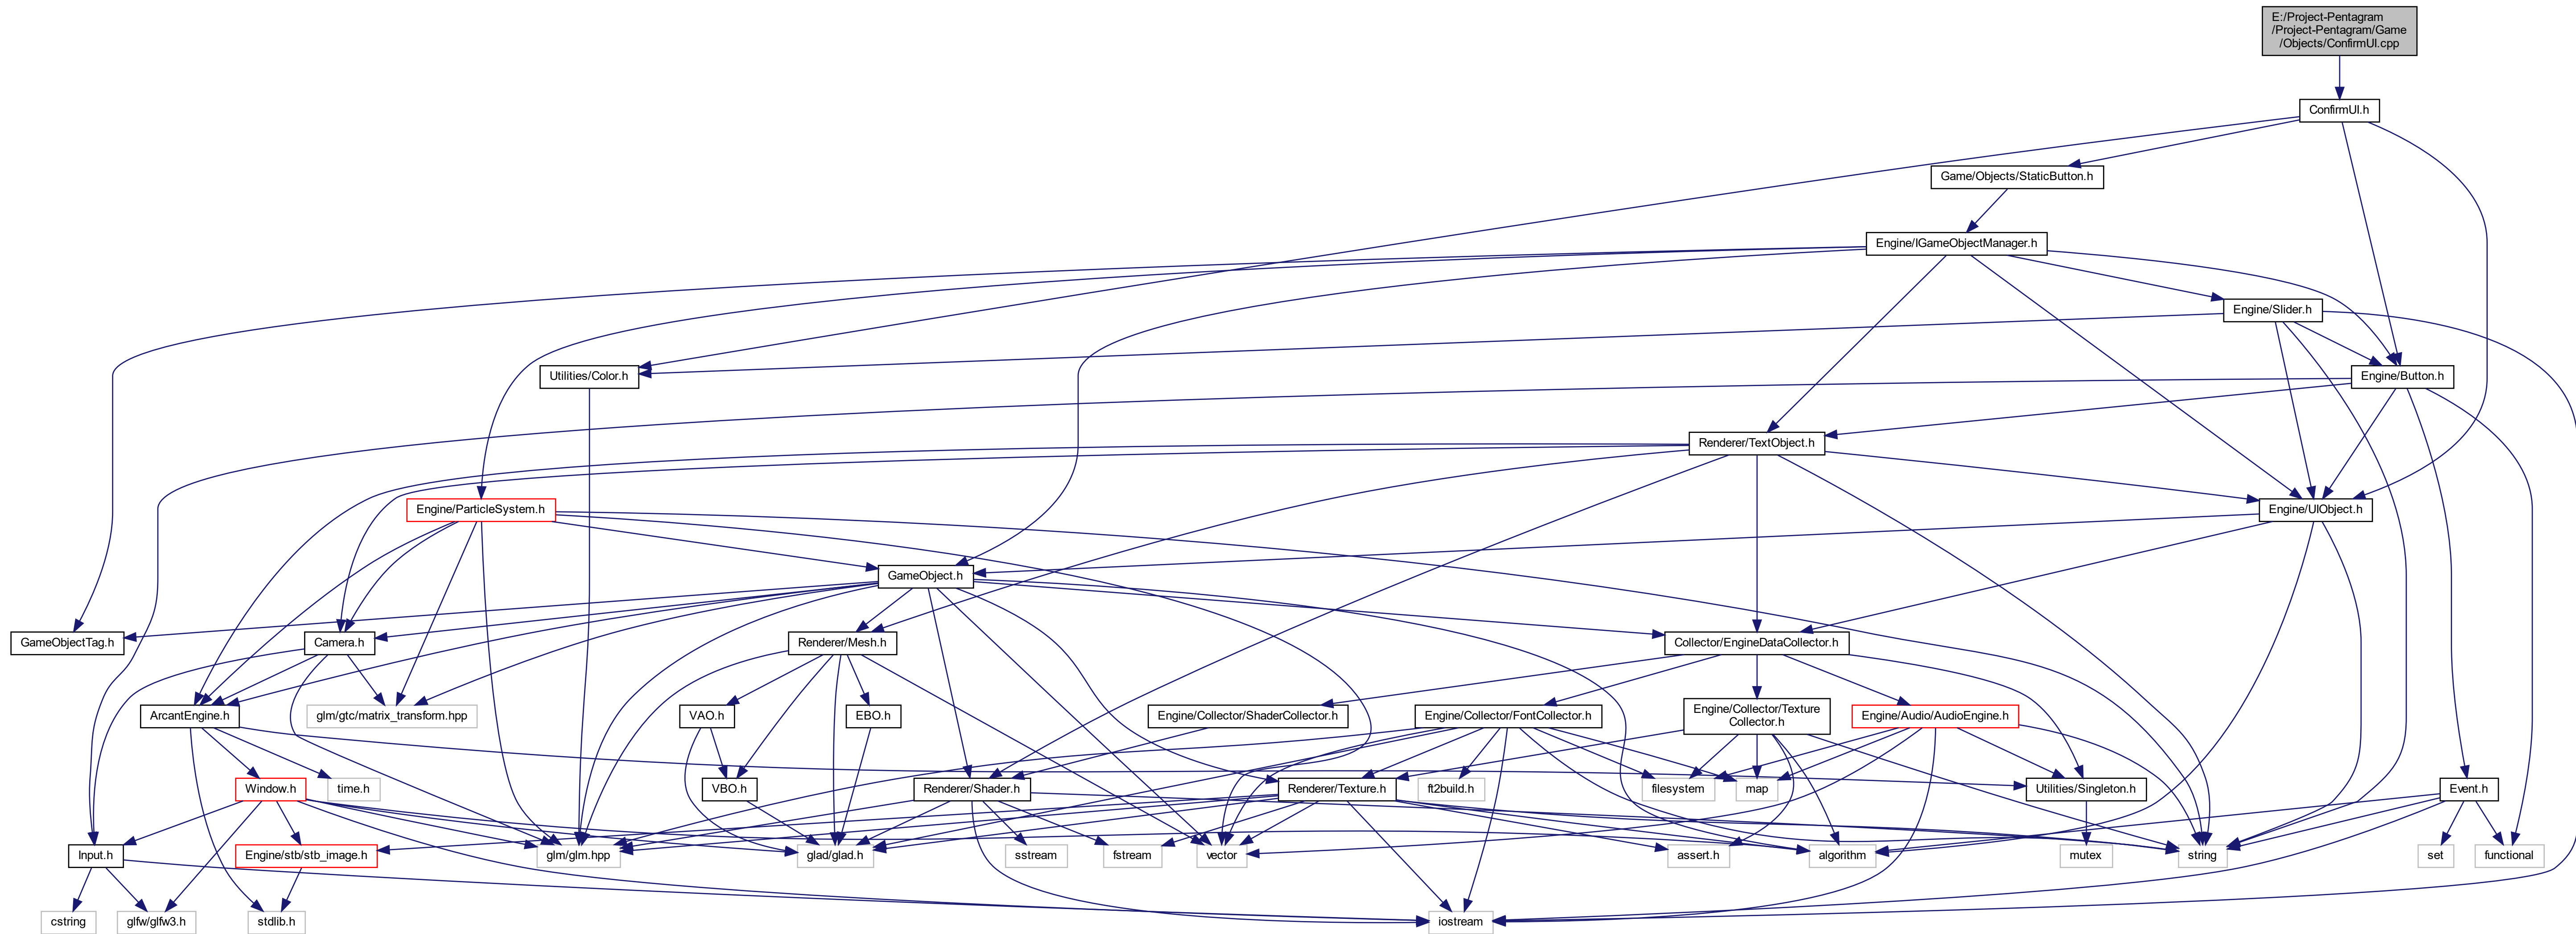 E:/Project-Pentagram
/Project-Pentagram/Game
/Objects/ConfirmUI.cpp
ConfirmUI.h
Game/Objects/StaticButton.h
Engine/IGameObjectManager.h
Engine/Slider.h
Utilities/Color.h
Engine/Button.h
Renderer/TextObject.h
Engine/ParticleSystem.h
Engine/UIObject.h
GameObject.h
GameObjectTag.h
Camera.h
Renderer/Mesh.h
Collector/EngineDataCollector.h
ArcantEngine.h
glm/gtc/matrix_transform.hpp
VAO.h
EBO.h
Engine/Collector/ShaderCollector.h
Engine/Collector/FontCollector.h
Engine/Collector/Texture
Collector.h
Engine/Audio/AudioEngine.h
Window.h
time.h
VBO.h
Renderer/Shader.h
Renderer/Texture.h
ft2build.h
filesystem
map
Utilities/Singleton.h
Event.h
Input.h
Engine/stb/stb_image.h
glm/glm.hpp
glad/glad.h
sstream
fstream
vector
assert.h
algorithm
mutex
string
set
functional
cstring
glfw/glfw3.h
stdlib.h
iostream